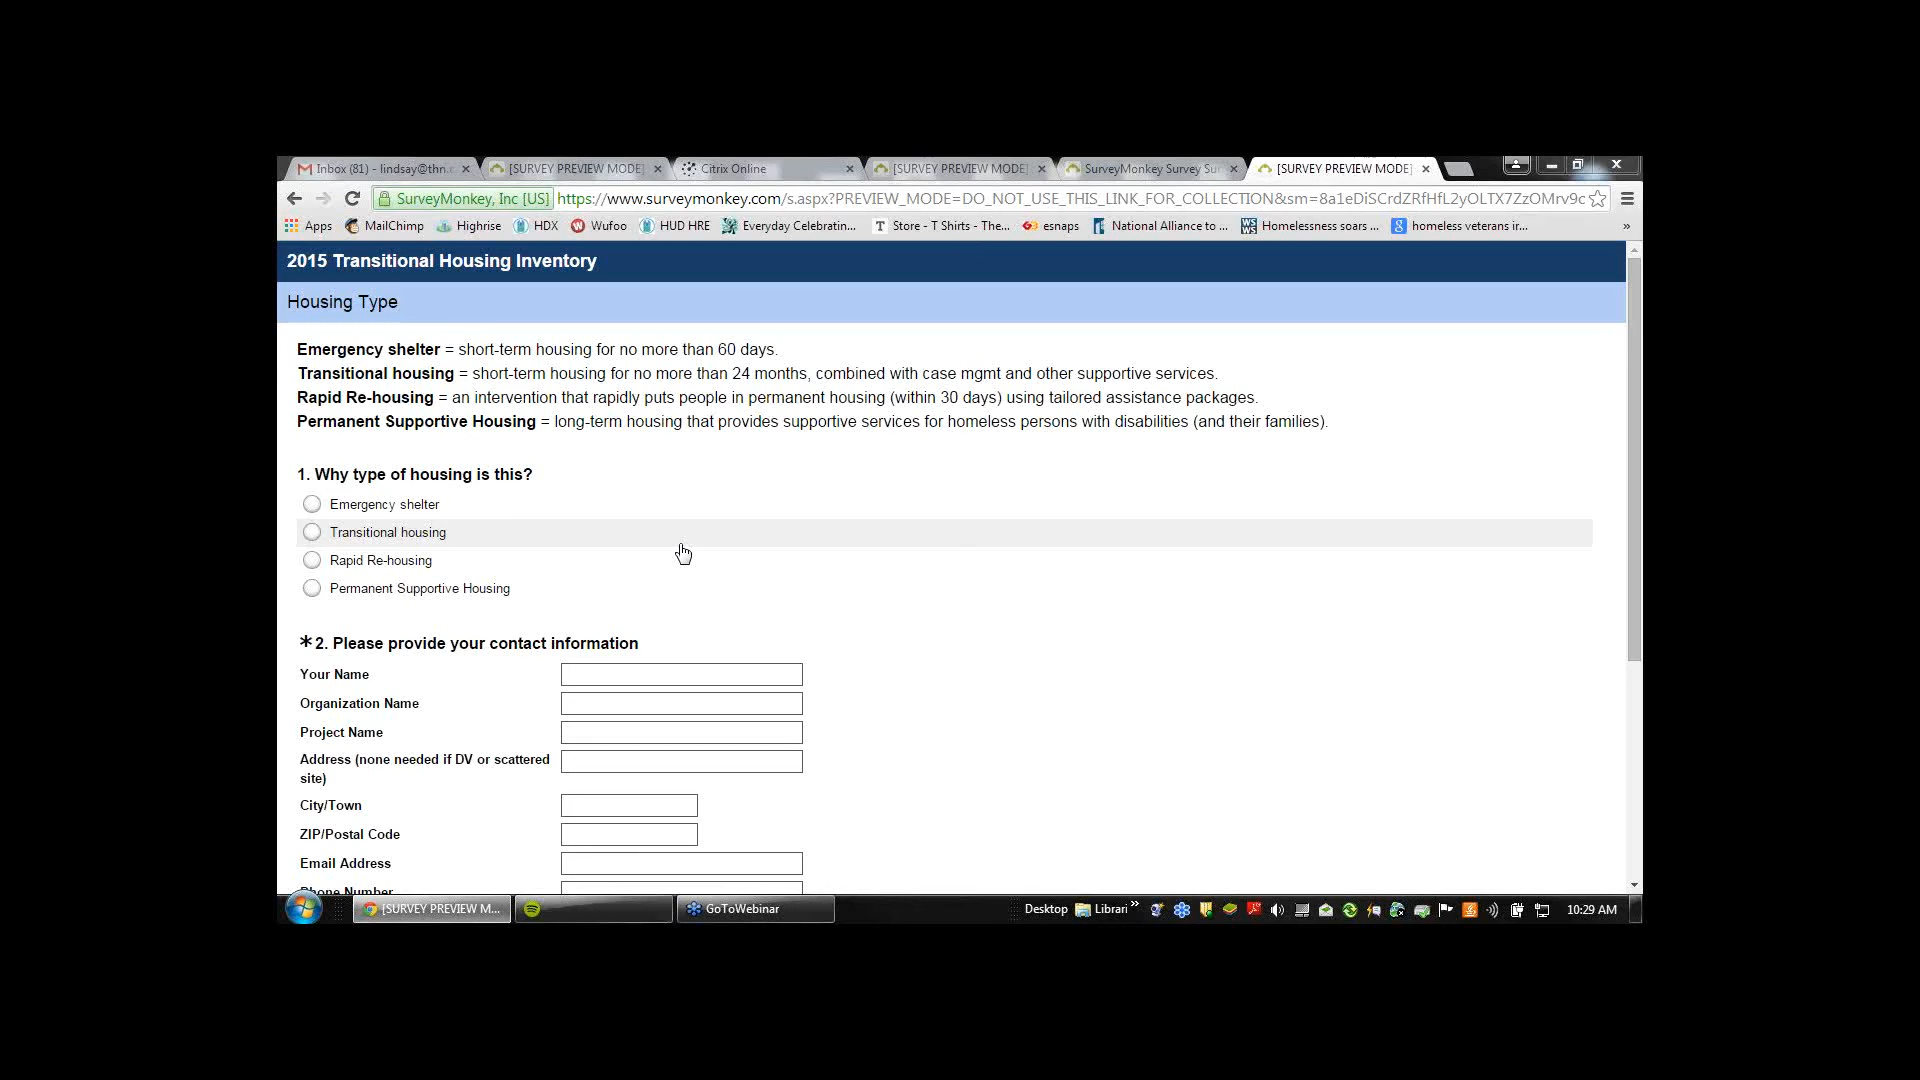 Inbox (81) - lindsay@thn.c
[SURVEY PREVIEW MODE]
Citrix Online
[SURVEY PREVIEW MODE]
SurveyMonkey Survey Su
[SURVEY PREVIEW MODE]
SurveyMonkey, Inc [US]
https://www.surveymonkey.com/s.aspx?PREVIEW_MODE=DO_NOT_USE_THIS_LINK_FOR_COLLECTION&sm=8a1eDiSCrdZRfHfL2yOLTX7ZzOMrv9c
Apps
MailChimp
Highrise
HDX
Wufoo
HUD HRE
Everyday Celebratin...
Store - T Shirts - The...
esnaps
National Alliance to ...
Homelessness soars ...
homeless veterans ir...
2015 Transitional Housing Inventory
Housing Type
Emergency shelter = short-term housing for no more than 60 days.
Transitional housing = short-term housing for no more than 24 months, combined with case mgmt and other supportive services.
Rapid Re-housing = an intervention that rapidly puts people in permanent housing (within 30 days) using tailored assistance packages.
Permanent Supportive Housing = long-term housing that provides supportive services for homeless persons with disabilities (and their families).
1. Why type of housing is this?
Emergency shelter
Transitional housing
Rapid Re-housing
Permanent Supportive Housing
*2. Please provide your contact information
Your Name
Organization Name
Project Name
Address (none needed if DV or scattered
site)
City/Town
ZIP/Postal Code
Email Address
Phone Number
[SURVEY PREVIEW M...
GoToWebinar
Desktop
Librari
10:29 AM